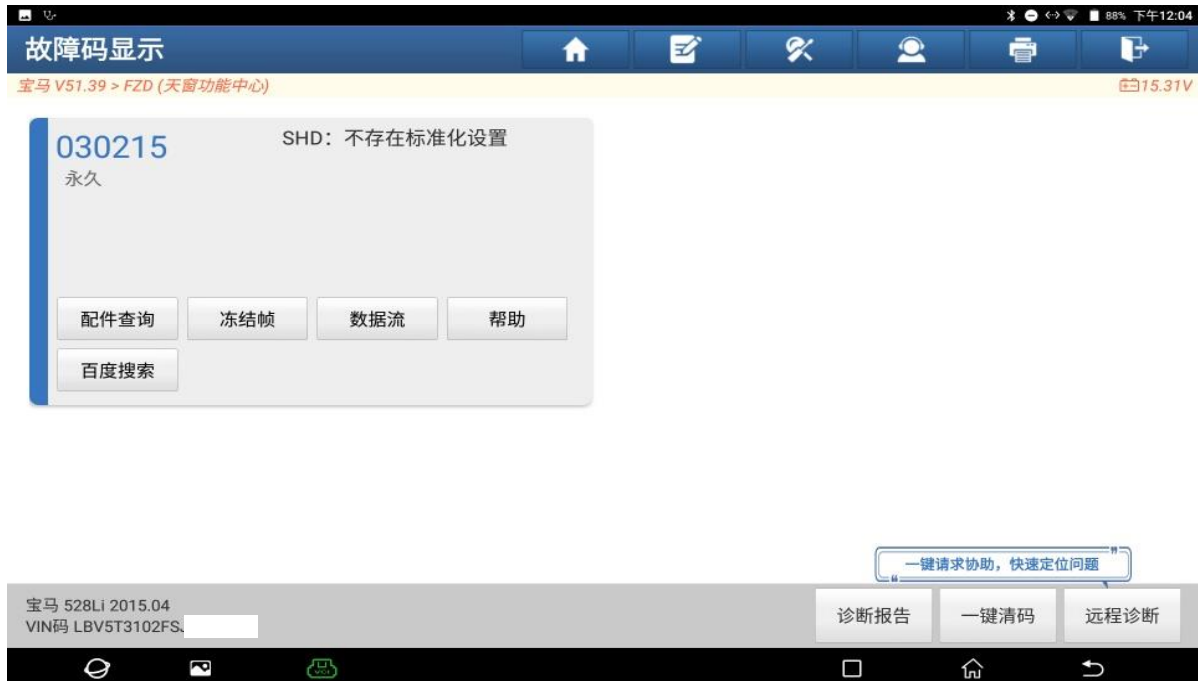 88% 下午12:04
故障码显示
宝马 V51.39 > FZD (天窗功能中心)
15.31V
030215
SHD：不存在标准化设置
永久
配件查询 冻结帧 数据流 帮助
百度搜索
一键请求协助，快速定位问题
宝马 528Li 2015.04
VIN码 LBV5T3102FS
诊断报告 一键清码 远程诊断
VCI